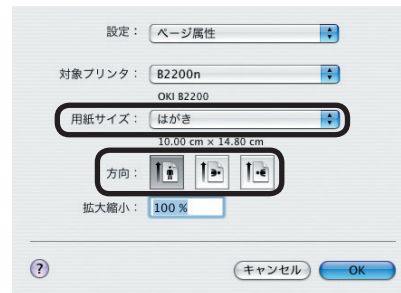 設定： ページ属性
対象プリンタ： B2200n
OKI B2200
用紙サイズ： はがき
10.00 cm × 14.80 cm
方向：
拡大縮小： 100 %
? キャンセル OK